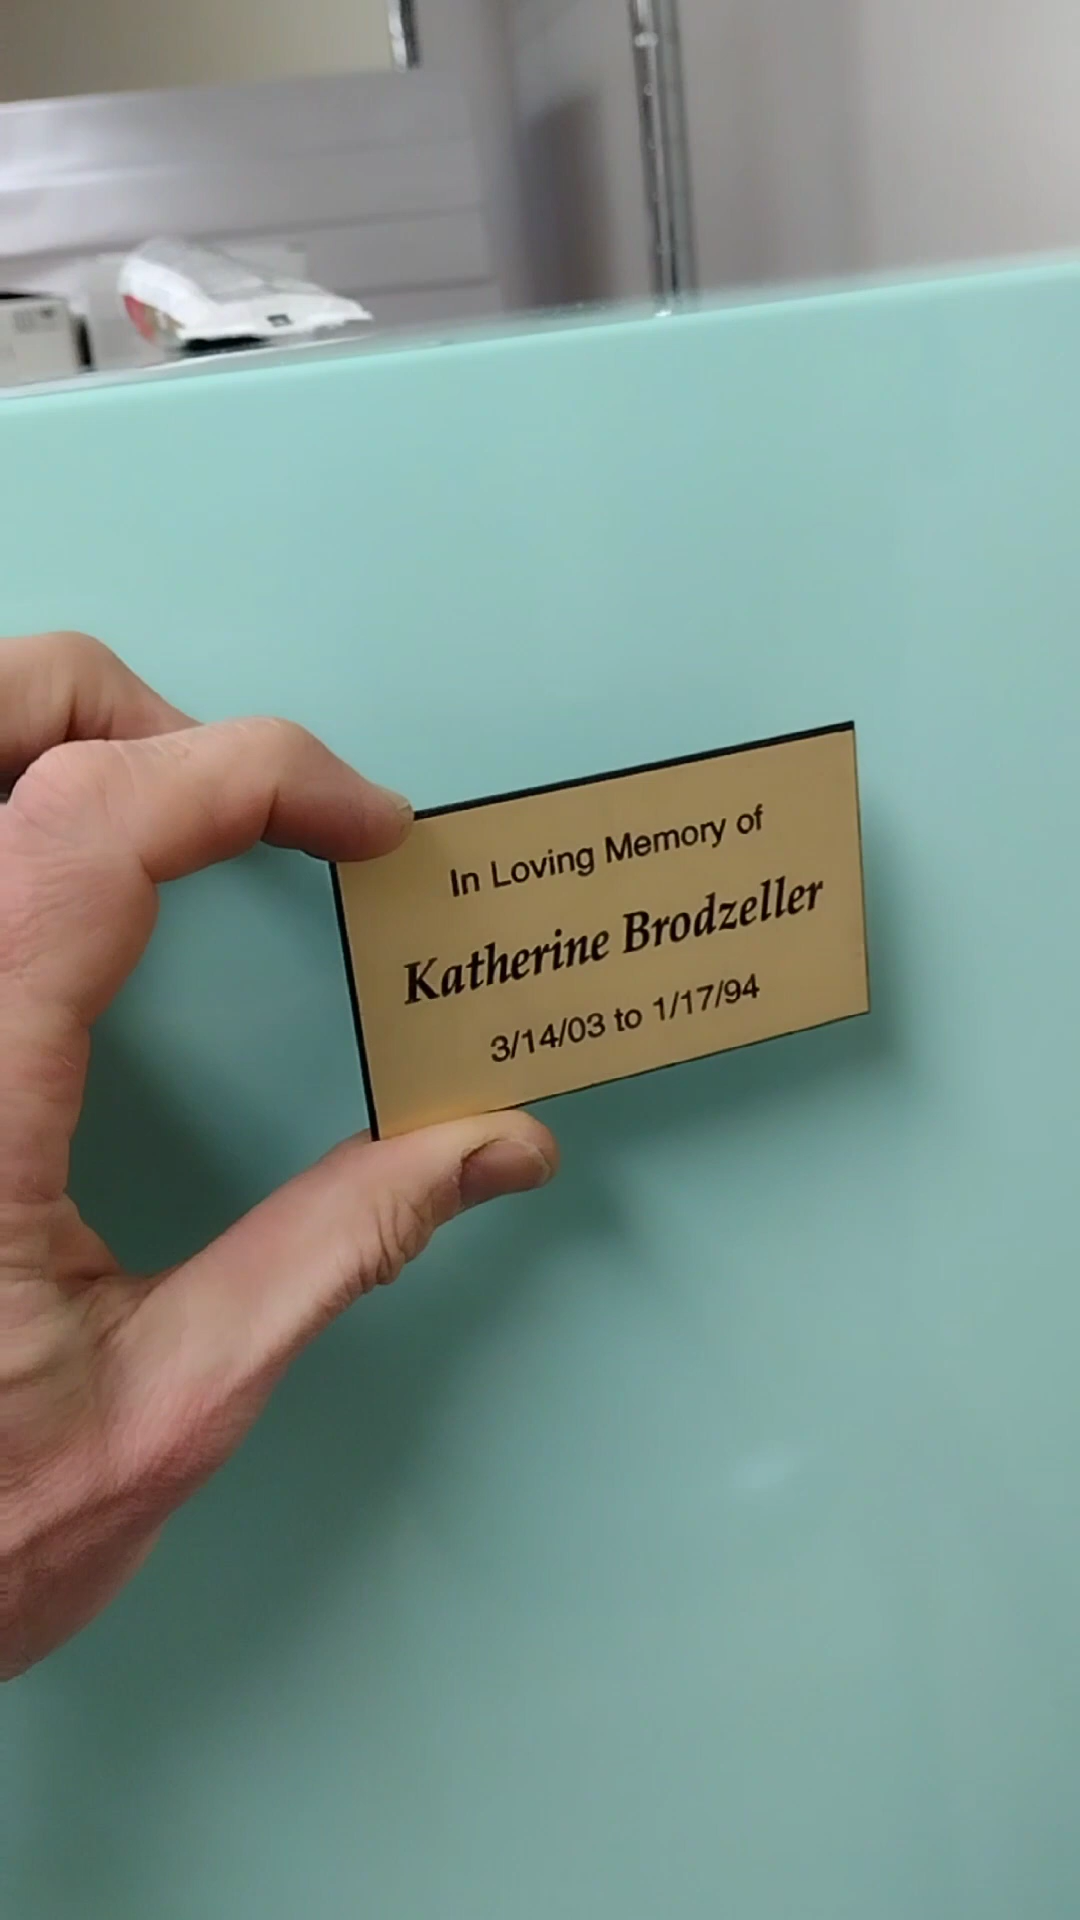 In Loving Memory of
Katherine Brodzeller
3/14/03 to 1/17/94